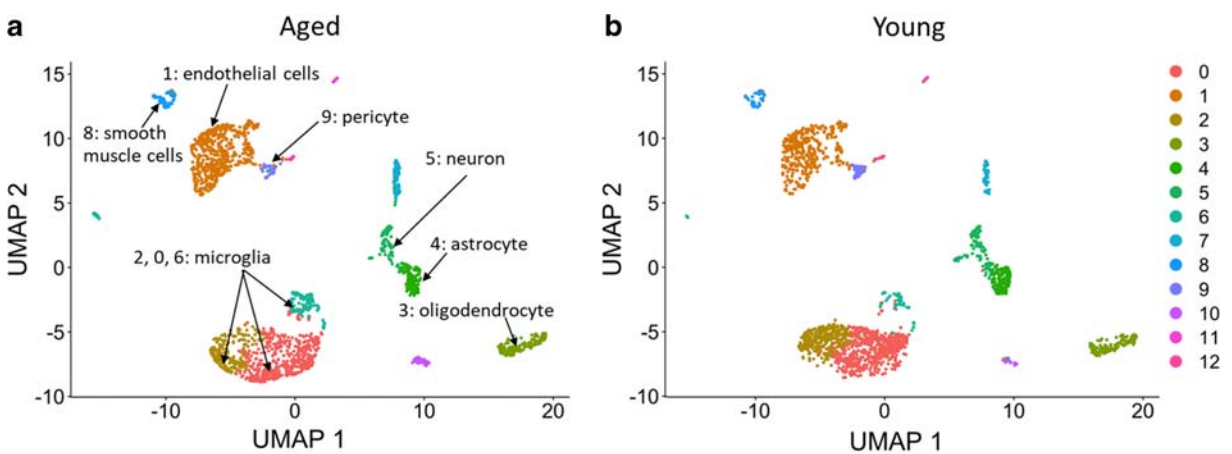 a
Aged
1: endothelial cells
8: smooth
muscle cells
9: pericyte
5: neuron
4: astrocyte
2, 0, 6: microglia
3: oligodendrocyte
15
10
5
0
-5
-10
UMAP 2
-10
0
10
20
UMAP 1
b
Young
15
10
5
0
-5
-10
UMAP 2
-10
0
10
20
UMAP 1
0
1
2
3
4
5
6
7
8
9
10
11
12